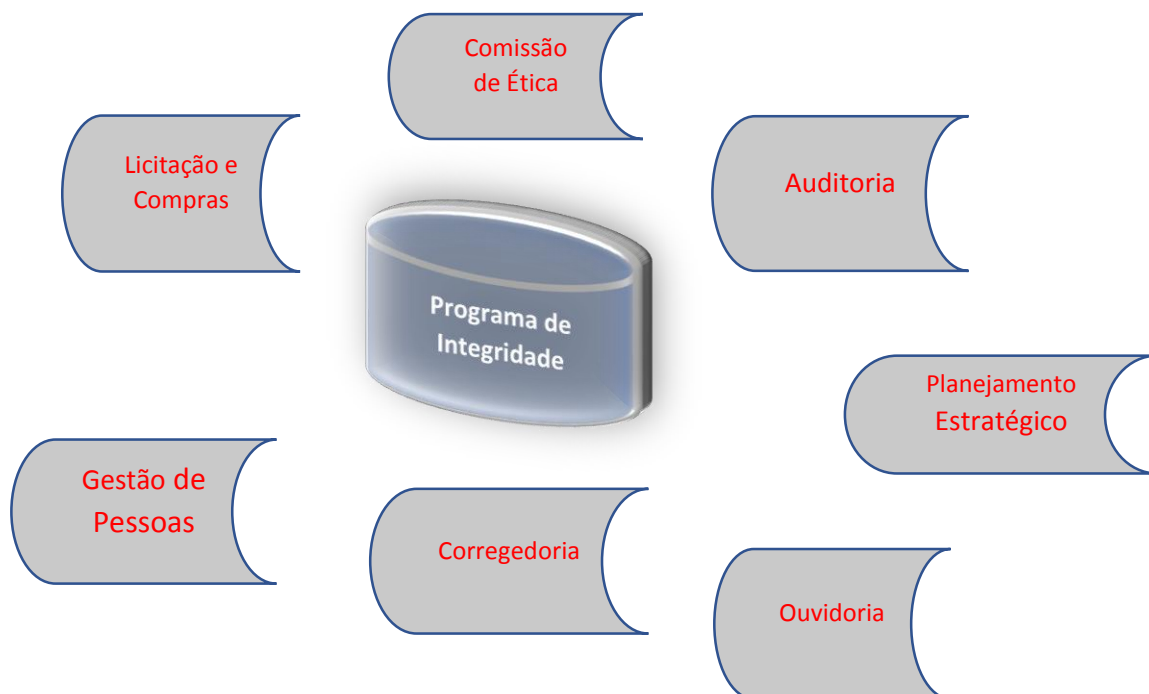 Comissão
de Ética
Licitação e
Compras
Auditoria
Programa de
Integridade
Planejamento
Estratégico
Gestão de
Pessoas
Corregedoria
Ouvidoria